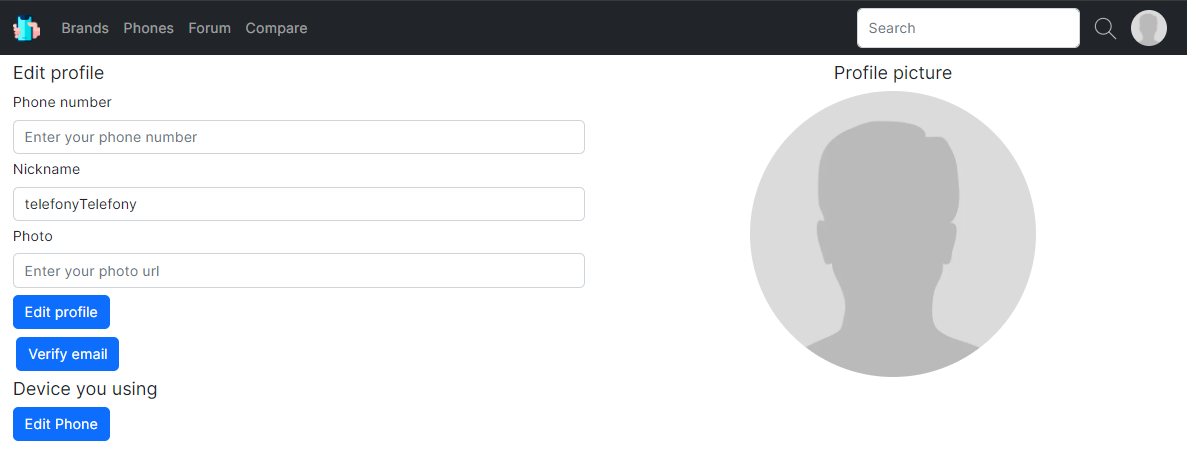 Brands Phones Forum Compare Search
Edit profile
Profile picture
Phone number
Enter your phone number
Nickname
telefonyTelefony
Photo
Enter your photo url
Edit profile
Verify email
Device you using
Edit Phone